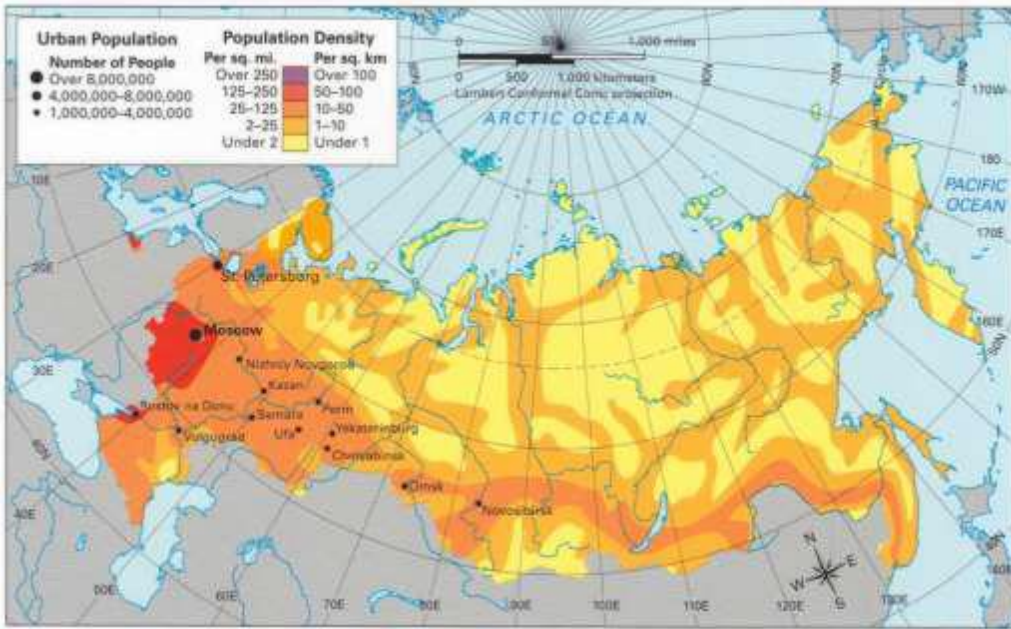 Urban Population
Number of People
Over 8,000,000
4,000,000–8,000,000
1,000,000–4,000,000
Population Density
Per sq. mi. Per sq. km
Over 250 Over 100
125–250 50–100
25–125 10–50
2–25 1–10
Under 2 Under 1
0 500 1,000 miles
0 500 1,000 kilometers
Lambert Conformal Conic projection
ARCTIC OCEAN
PACIFIC
OCEAN
80N
70N
170W
180
170E
160E
50N
10E
20E
30E
40N
40E
50E
60E
70E
80E
90E
100E
110E
120E
130E
St. Petersburg
Moscow
Nizhniy Novgorod
Kazan
Rostov na Donu
Samara
Perm
Volgograd
Ufa
Yekaterinburg
Chelyabinsk
Omsk
Novosibirsk
N
W E
S